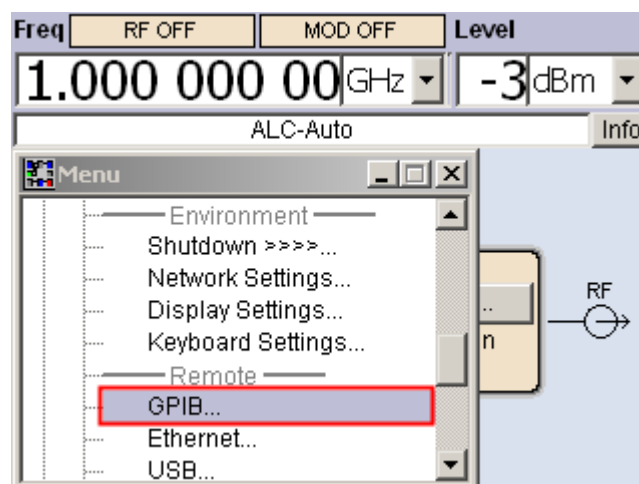 Freq RF OFF MOD OFF Level
1.000 000 00 GHz -3 dBm
ALC-Auto Info
Menu
Environment
Shutdown >>>>...
Network Settings...
Display Settings...
Keyboard Settings...
Remote
GPIB...
Ethernet...
USB...
..
n
RF